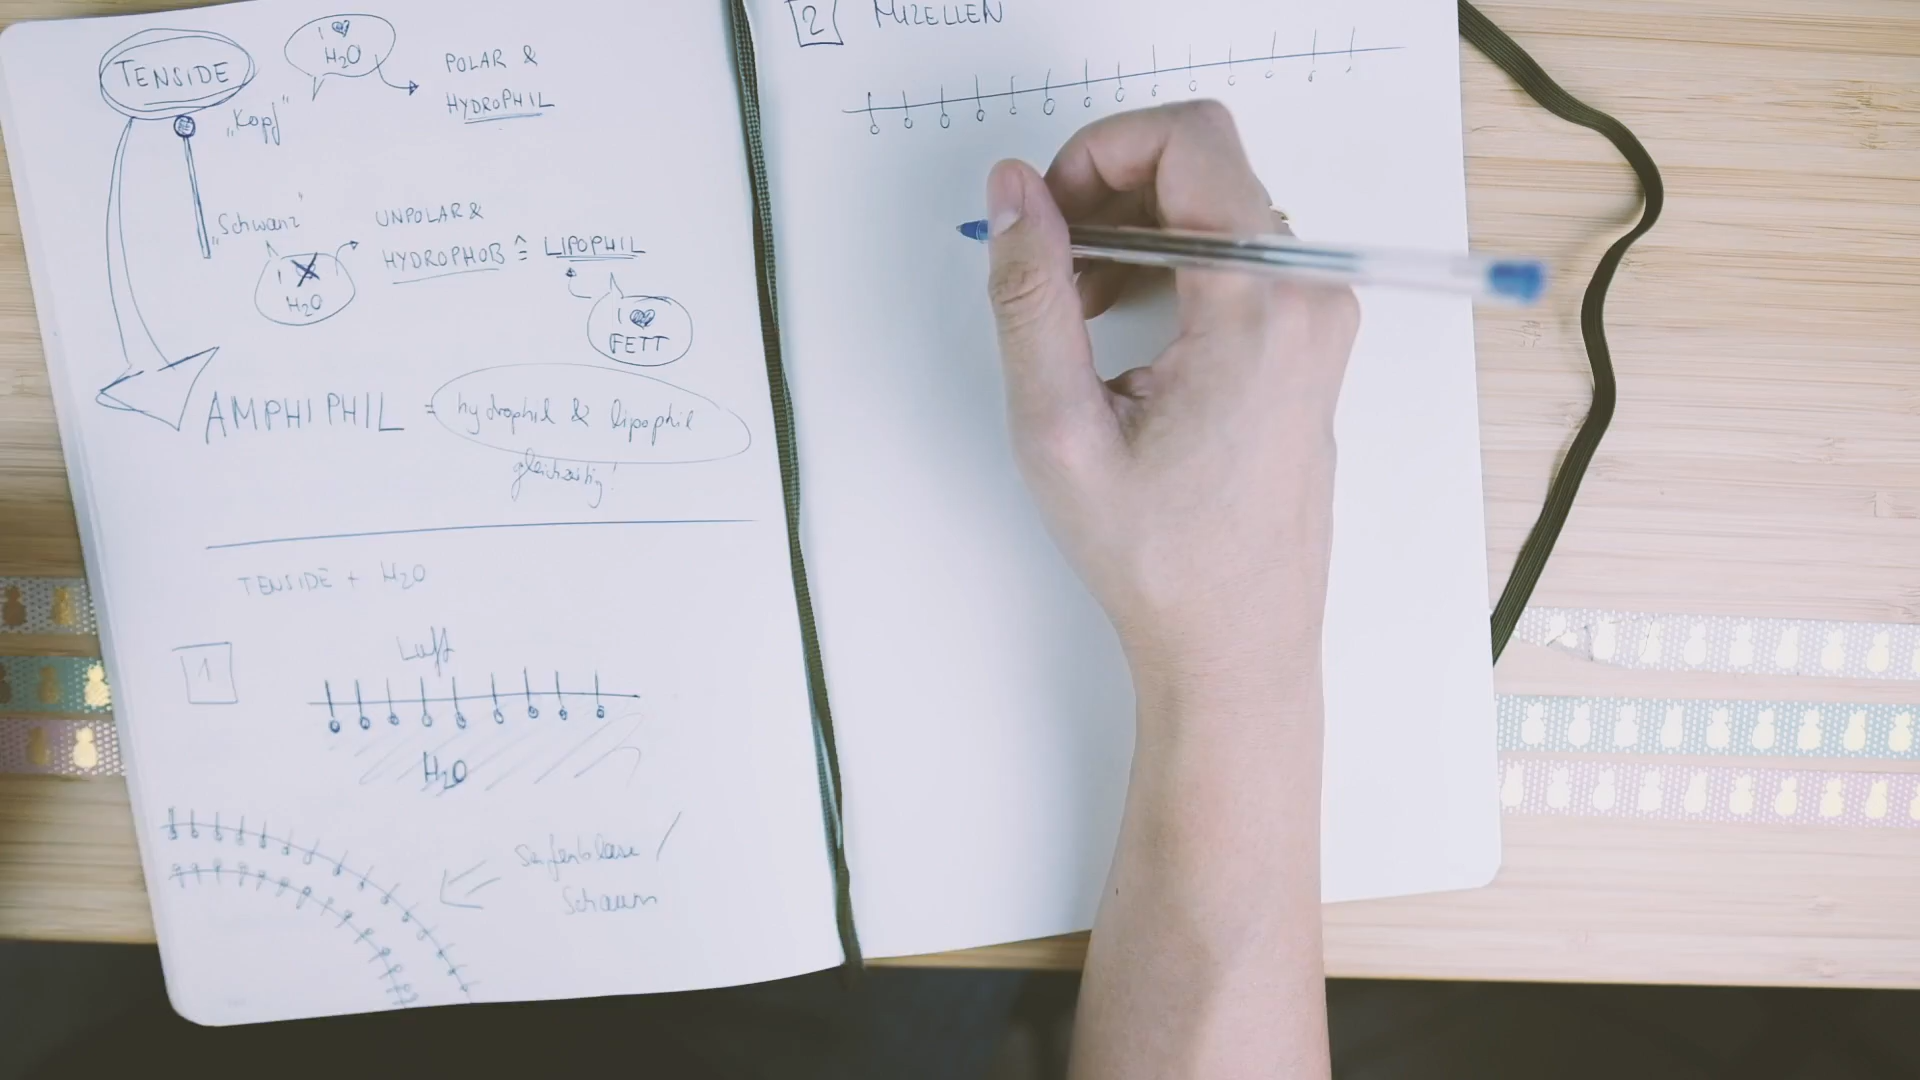 TENSIDE
I ♥
H₂O
POLAR &
HYDROPHIL
„Kopf"
„Schwanz"
UNPOLAR &
HYDROPHOB ≙ LIPOPHIL
I
H₂O
I ♥
FETT
AMPHIPHIL = hydrophil & lipophil
gleichzeitig!
TENSIDE + H₂O
1
Luft
H₂O
Seifenblase /
Schaum
2 MIZELLEN